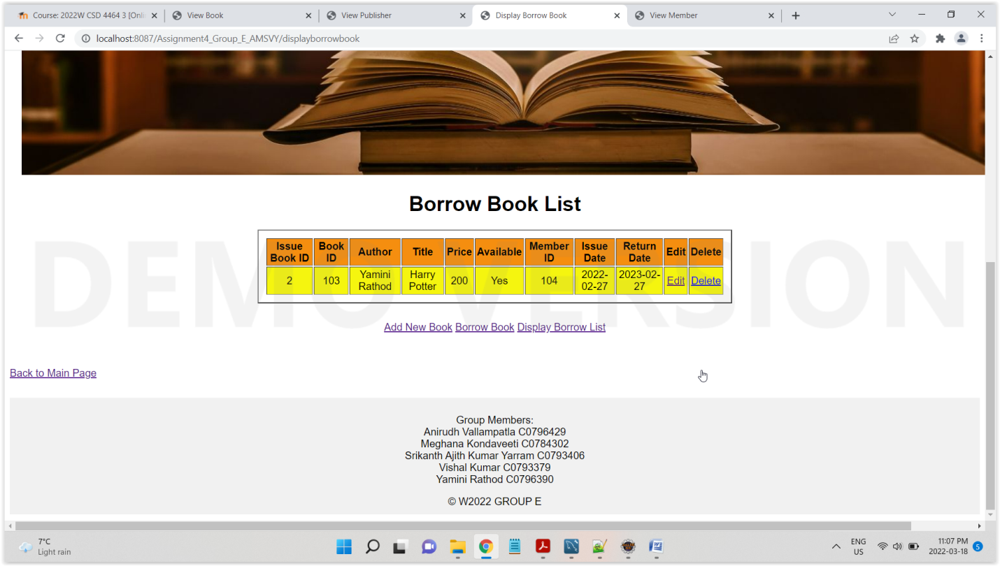 Course: 2022W CSD 4464 3 [Onli
View Book
View Publisher
Display Borrow Book
View Member
localhost:8087/Assignment4_Group_E_AMSVY/displayborrowbook
Borrow Book List
Issue Book ID Book ID Author Title Price Available Member ID Issue Date Return Date Edit Delete
2 103 Yamini Rathod Harry Potter 200 Yes 104 2022-02-27 2023-02-27 Edit Delete
DEMO VERSION
Add New Book Borrow Book Display Borrow List
Back to Main Page
Group Members:
Anirudh Vallampatla C0796429
Meghana Kondaveeti C0784302
Srikanth Ajith Kumar Yarram C0793406
Vishal Kumar C0793379
Yamini Rathod C0796390
© W2022 GROUP E
7°C
Light rain
ENG
US
11:07 PM
2022-03-18
5